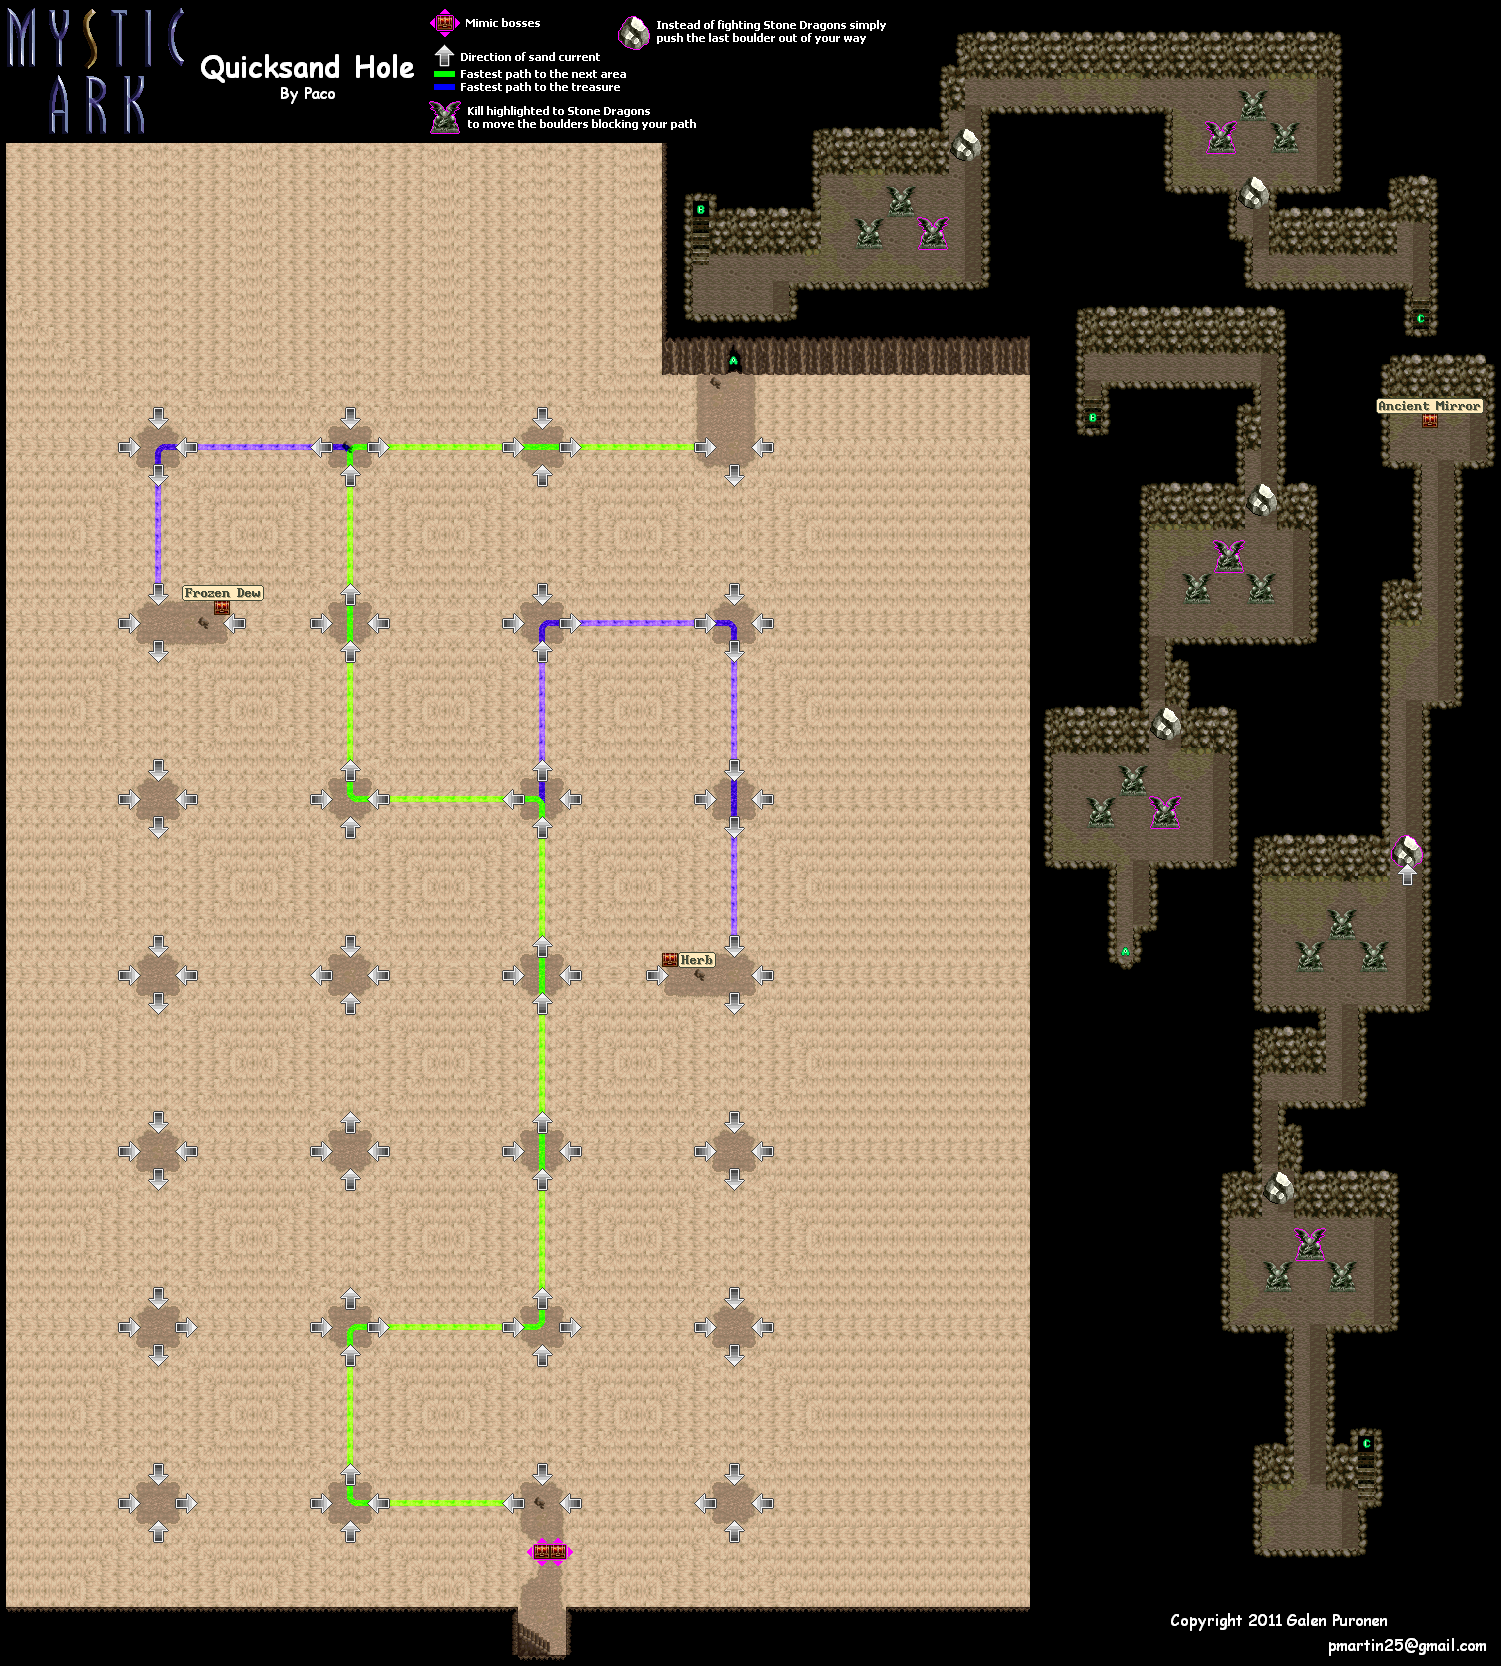 MYSTIC
ARK
Quicksand Hole
By Paco
Mimic bosses
Direction of sand current
Fastest path to the next area
Fastest path to the treasure
Kill highlighted to Stone Dragons
to move the boulders blocking your path
Instead of fighting Stone Dragons simply
push the last boulder out of your way
B
C
A
B
Ancient Mirror
Frozen Dew
A
Herb
C
Copyright 2011 Galen Puronen
pmartin25@gmail.com